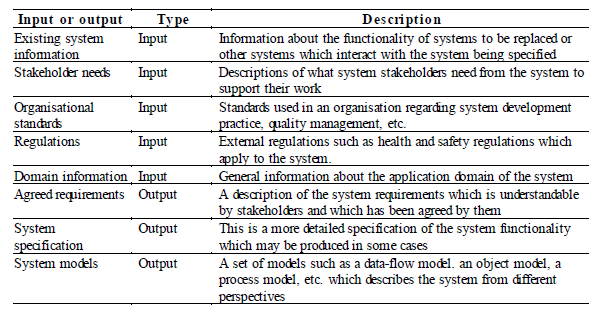 Input or output Type Description
Existing system Input Information about the functionality of systems to be replaced or
information other systems which interact with the system being specified
Stakeholder needs Input Descriptions of what system stakeholders need from the system to
support their work
Organisational Input Standards used in an organisation regarding system development
standards practice, quality management, etc.
Regulations Input External regulations such as health and safety regulations which
apply to the system.
Domain information Input General information about the application domain of the system
Agreed requirements Output A description of the system requirements which is understandable
by stakeholders and which has been agreed by them
System Output This is a more detailed specification of the system functionality
specification which may be produced in some cases
System models Output A set of models such as a data-flow model. an object model, a
process model, etc. which describes the system from different
perspectives